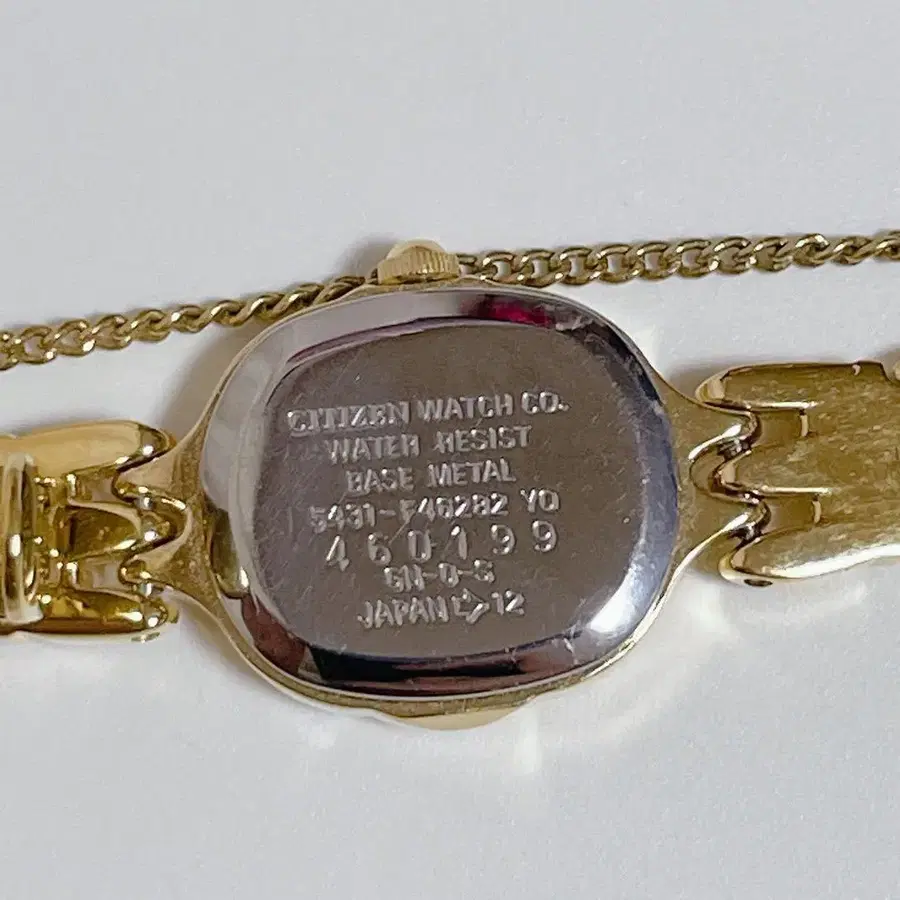 CITIZEN WATCH CO.
WATER RESIST
BASE METAL
5431-F46282 YO
460199
GN-0-S
JAPAN 12